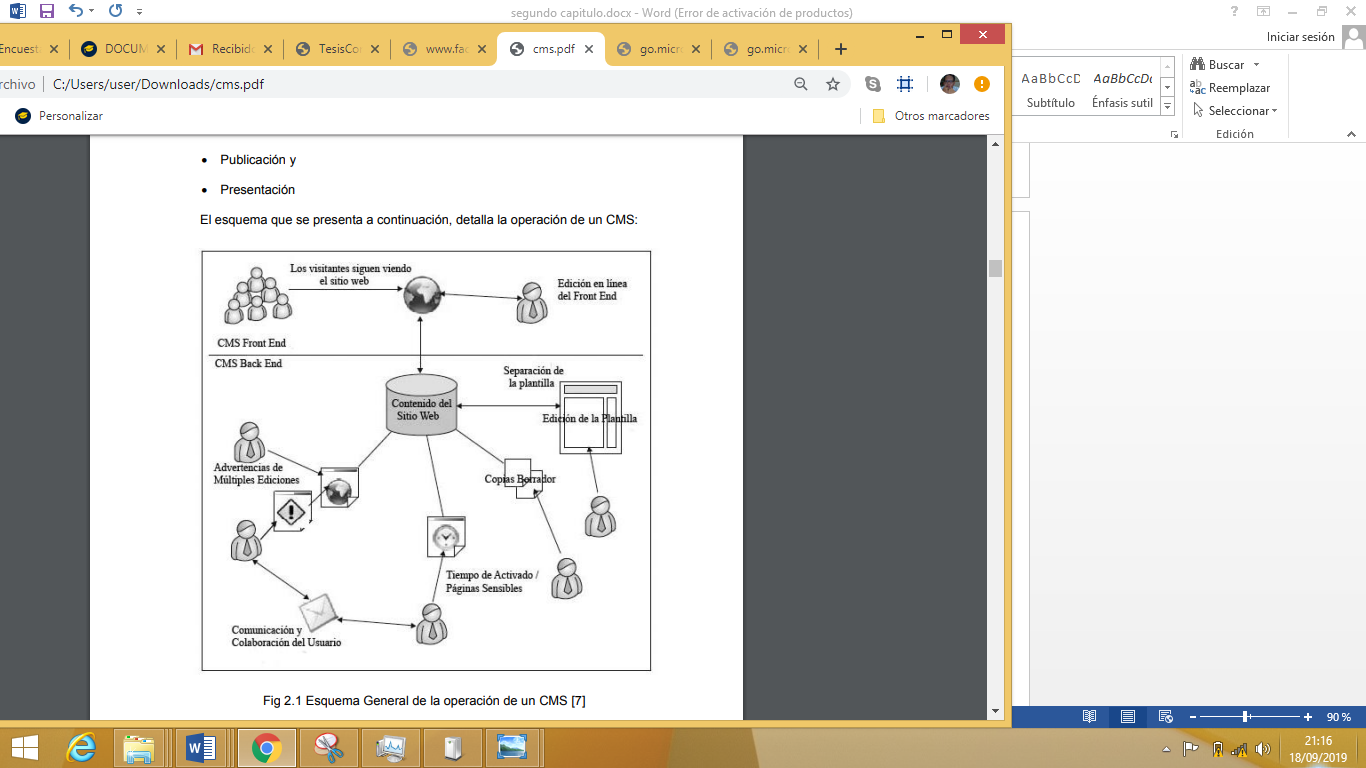 segundo capitulo.docx - Word (Error de activación de productos)
Iniciar sesión
Encuest
DOCUM
Recibido
TesisCor
www.fac
cms.pdf
go.micr
go.micr
rchivo
C:/Users/user/Downloads/cms.pdf
Personalizar
Otros marcadores
AaBbCcD
AaBbCcDc
Subtítulo
Énfasis sutil
Buscar
Reemplazar
Seleccionar
Edición
• Publicación y
• Presentación
El esquema que se presenta a continuación, detalla la operación de un CMS:
Los visitantes siguen viendo
el sitio web
Edición en línea
del Front End
CMS Front End
CMS Back End
Separación de
la plantilla
Contenido del
Sitio Web
Edición de la Plantilla
Advertencias de
Múltiples Ediciones
Copias Borrador
Tiempo de Activado /
Páginas Sensibles
Comunicación y
Colaboración del Usuario
Fig 2.1 Esquema General de la operación de un CMS [7]
90 %
21:16
18/09/2019